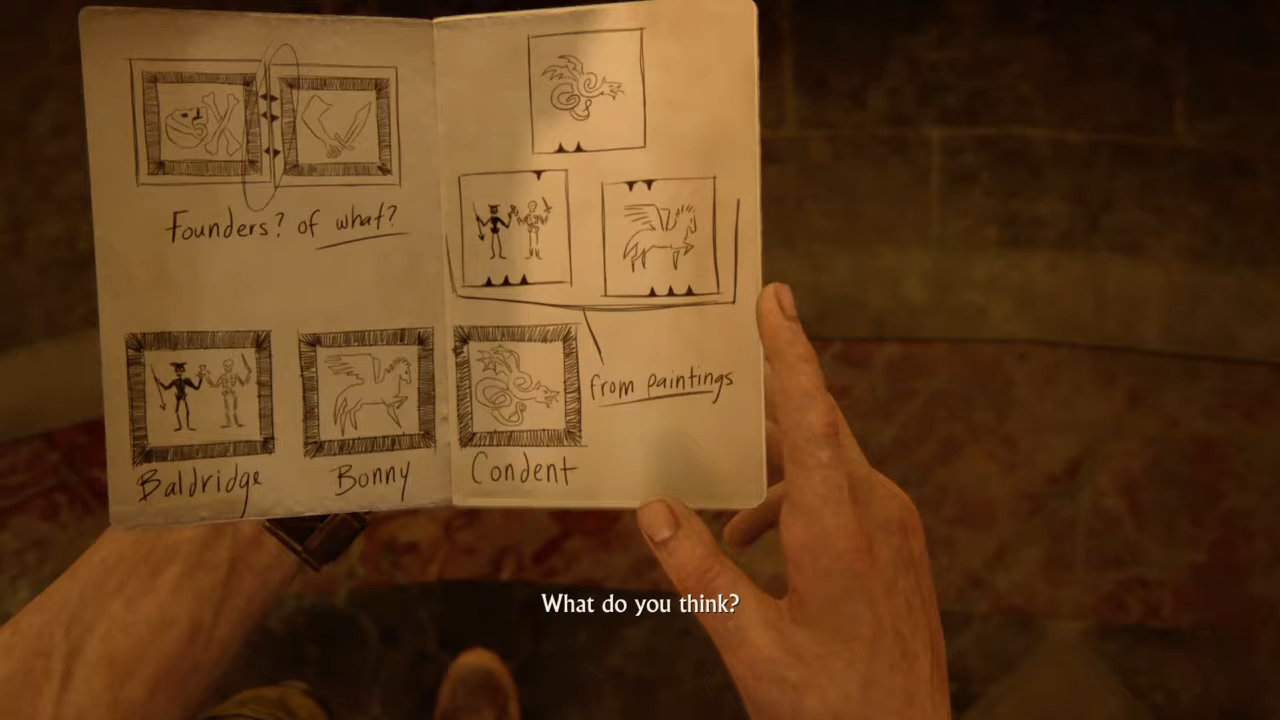 Founders? of what?
Baldridge
Bonny
Condent
from paintings
What do you think?